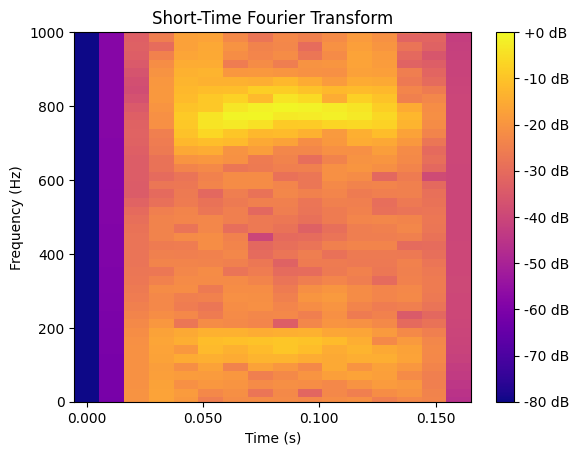 Short-Time Fourier Transform
Frequency (Hz)
1000
800
600
400
200
0
0.000
0.050
0.100
0.150
Time (s)
+0 dB
-10 dB
-20 dB
-30 dB
-40 dB
-50 dB
-60 dB
-70 dB
-80 dB